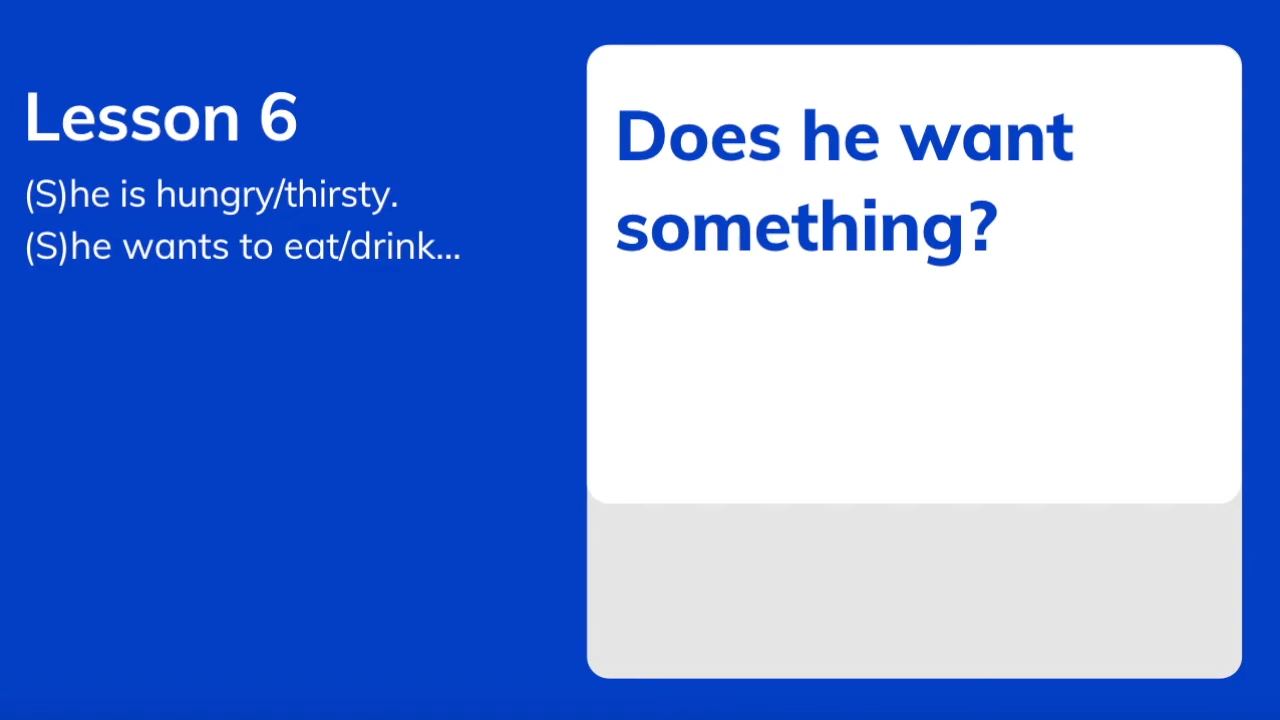 Lesson 6
(S)he is hungry/thirsty.
(S)he wants to eat/drink...
Does he want
something?